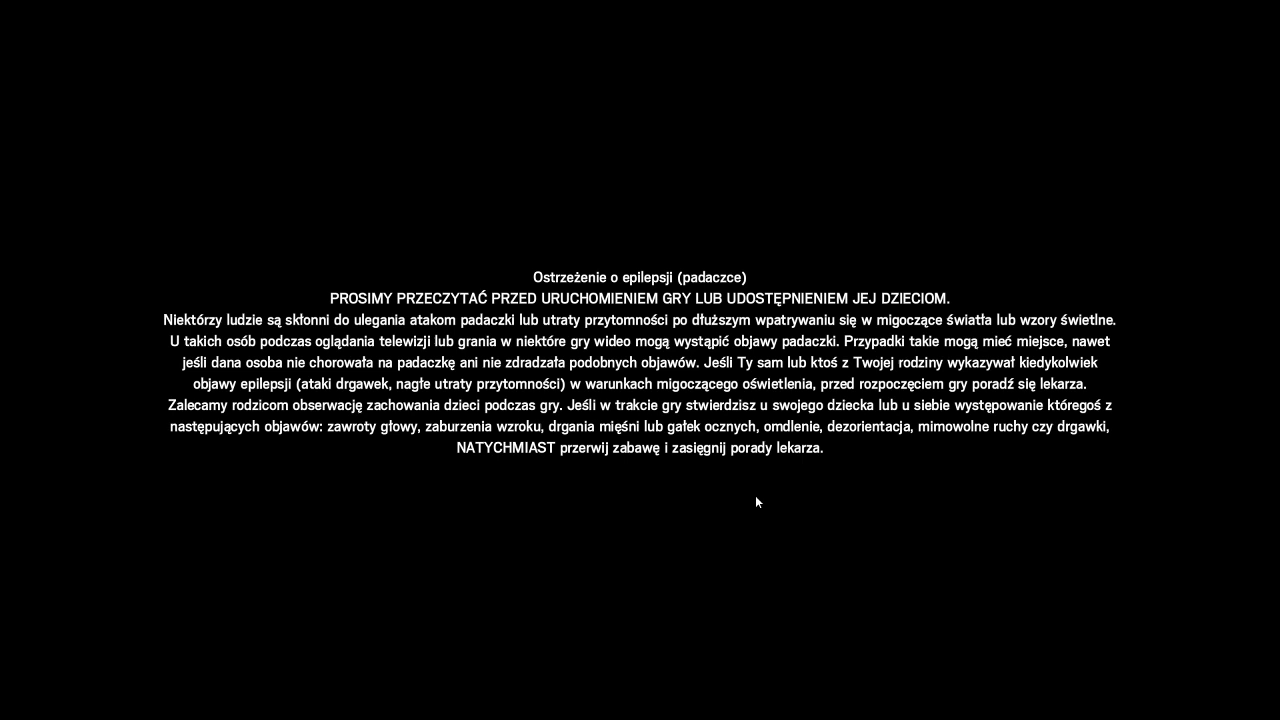 Ostrzeżenie o epilepsji (padaczce)
PROSIMY PRZECZYTAĆ PRZED URUCHOMIENIEM GRY LUB UDOSTĘPNIENIEM JEJ DZIECIOM.
Niektórzy ludzie są skłonni do ulegania atakom padaczki lub utraty przytomności po dłuższym wpatrywaniu się w migoczące światła lub wzory świetlne.
U takich osób podczas oglądania telewizji lub grania w niektóre gry wideo mogą wystąpić objawy padaczki. Przypadki takie mogą mieć miejsce, nawet
jeśli dana osoba nie chorowała na padaczkę ani nie zdradzała podobnych objawów. Jeśli Ty sam lub ktoś z Twojej rodziny wykazywał kiedykolwiek
objawy epilepsji (ataki drgawek, nagłe utraty przytomności) w warunkach migoczącego oświetlenia, przed rozpoczęciem gry poradź się lekarza.
Zalecamy rodzicom obserwację zachowania dzieci podczas gry. Jeśli w trakcie gry stwierdzisz u swojego dziecka lub u siebie występowanie któregoś z
następujących objawów: zawroty głowy, zaburzenia wzroku, drgania mięśni lub gałek ocznych, omdlenie, dezorientacja, mimowolne ruchy czy drgawki,
NATYCHMIAST przerwij zabawę i zasięgnij porady lekarza.